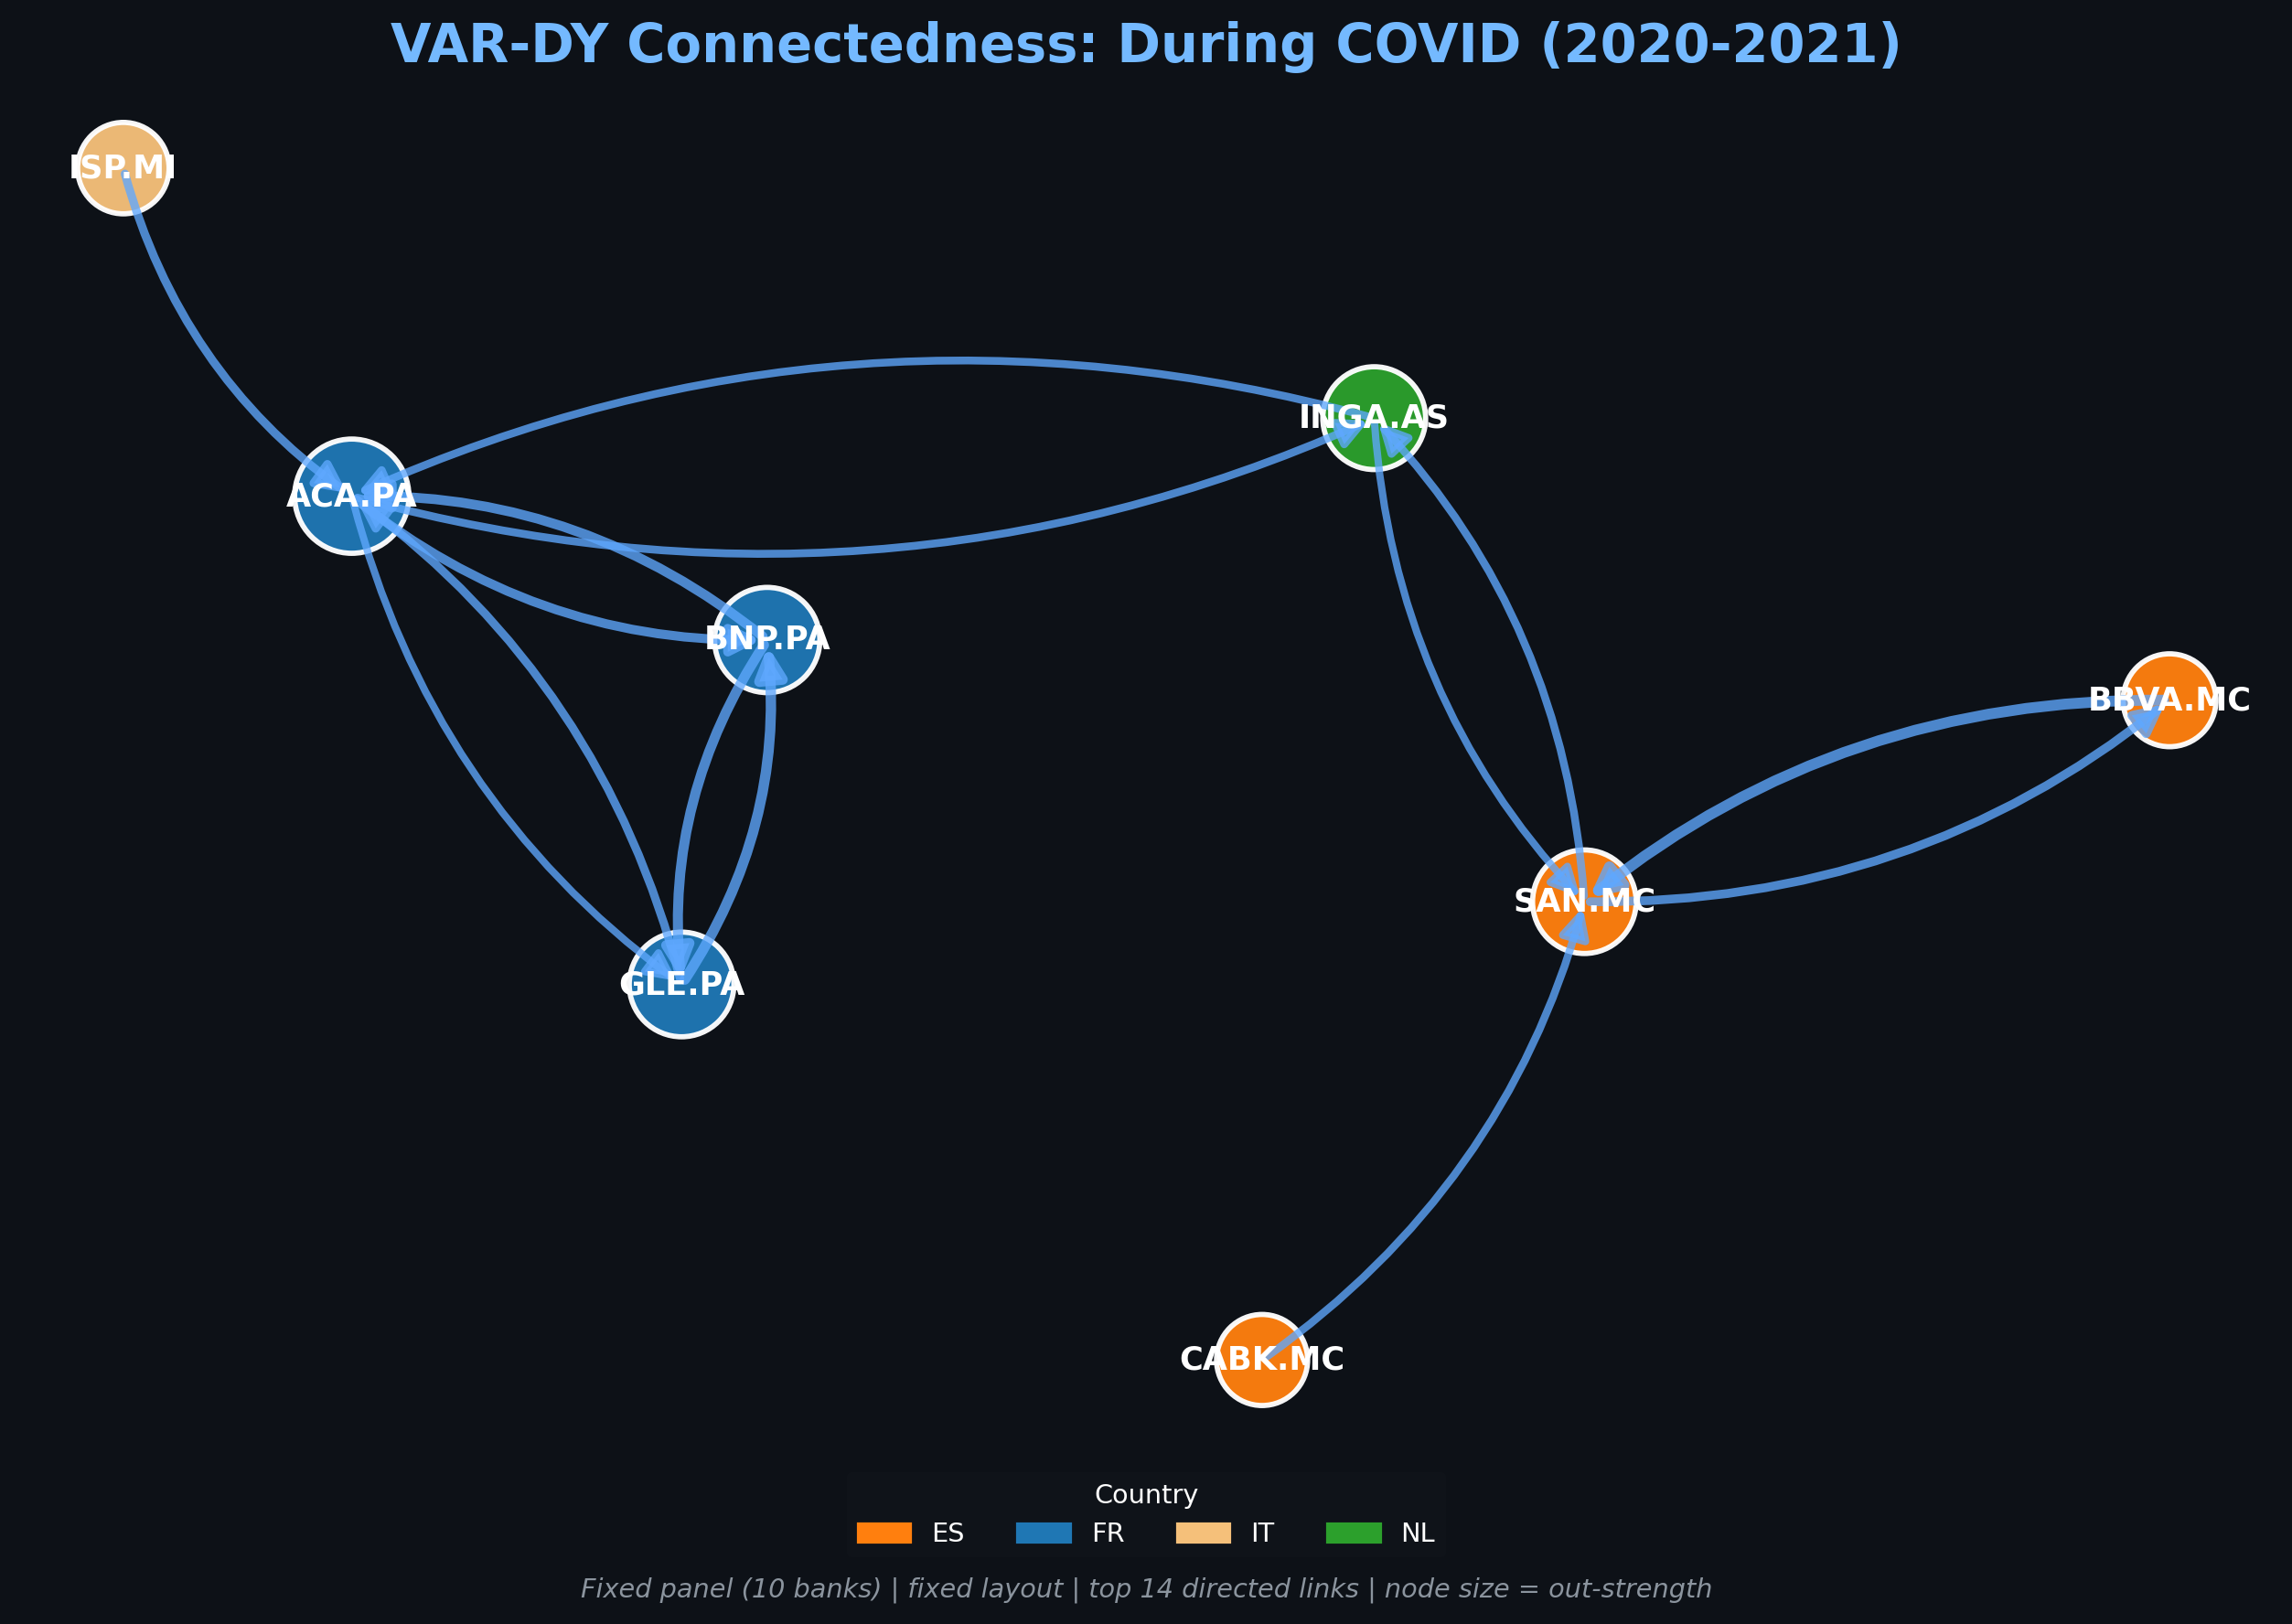 VAR-DY Connectedness: During COVID (2020-2021)
ISP.MI
INGA.AS
ACA.PA
BNP.PA
BBVA.MC
SAN.MC
GLE.PA
CABK.MC
Country
ES FR IT NL
Fixed panel (10 banks) | fixed layout | top 14 directed links | node size = out-strength